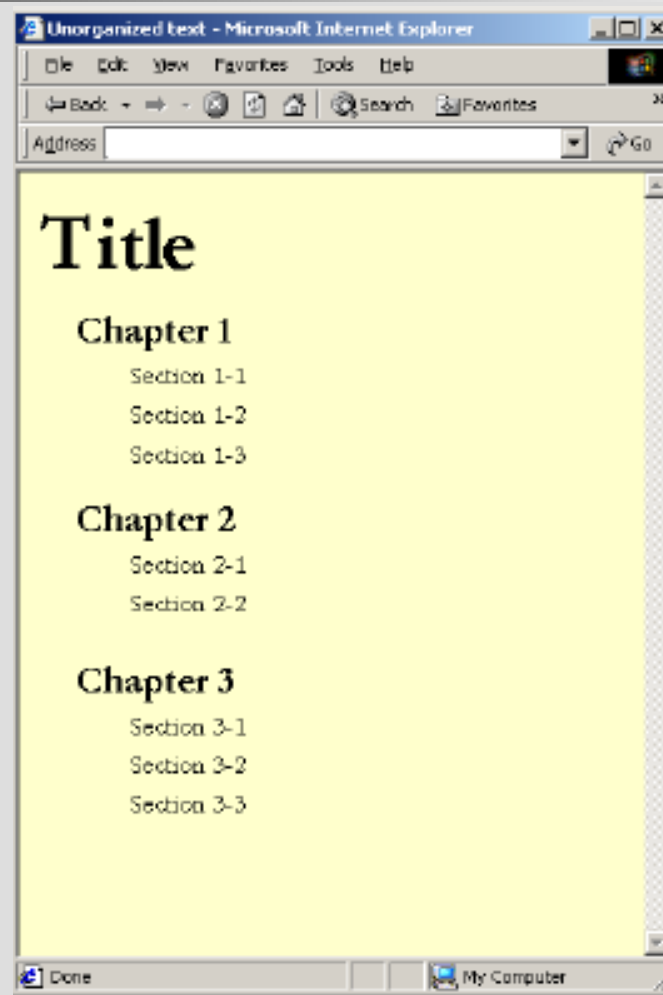 Unorganized text - Microsoft Internet Explorer
File Edit View Favorites Tools Help
Back Search Favorites »
Address Go
Title
Chapter 1
Section 1-1
Section 1-2
Section 1-3
Chapter 2
Section 2-1
Section 2-2
Chapter 3
Section 3-1
Section 3-2
Section 3-3
Done My Computer